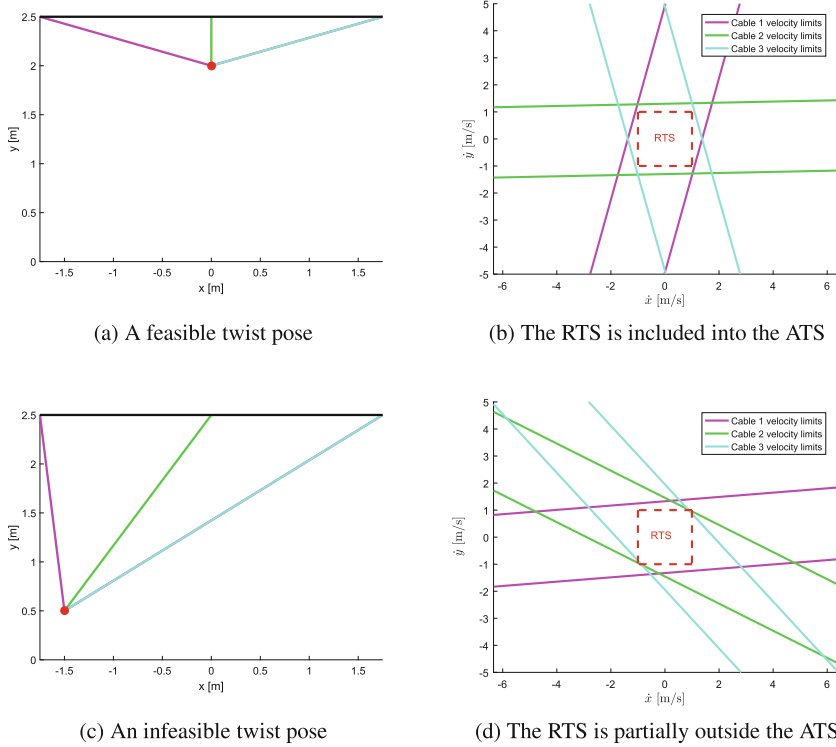 2.5
2
1.5
1
0.5
0
y [m]
-1.5 -1 -0.5 0 0.5 1 1.5
x [m]
(a) A feasible twist pose
5
4
3
2
1
0
-1
-2
-3
-4
-5
ẏ [m/s]
Cable 1 velocity limits
Cable 2 velocity limits
Cable 3 velocity limits
RTS
-6 -4 -2 0 2 4 6
ẋ [m/s]
(b) The RTS is included into the ATS
2.5
2
1.5
1
0.5
0
y [m]
-1.5 -1 -0.5 0 0.5 1 1.5
x [m]
(c) An infeasible twist pose
5
4
3
2
1
0
-1
-2
-3
-4
-5
ẏ [m/s]
Cable 1 velocity limits
Cable 2 velocity limits
Cable 3 velocity limits
RTS
-6 -4 -2 0 2 4 6
ẋ [m/s]
(d) The RTS is partially outside the ATS